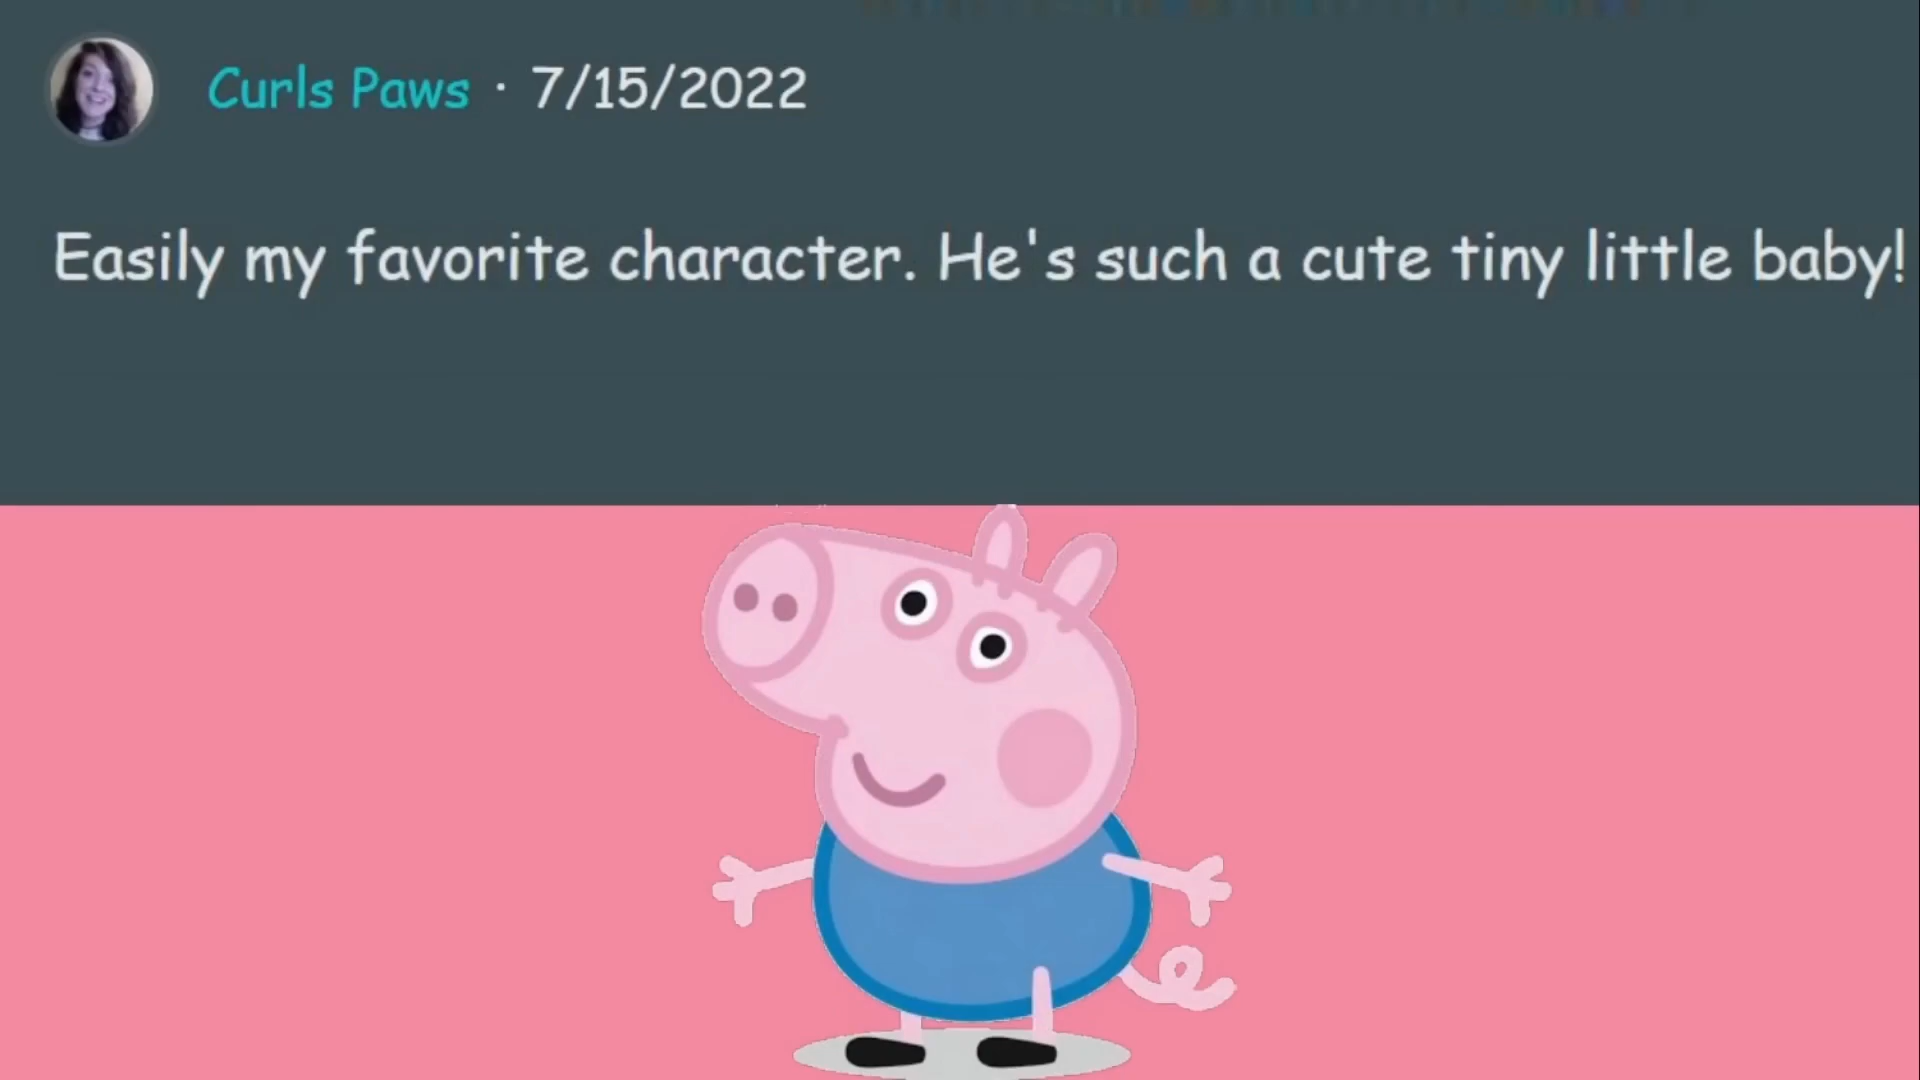 Curls Paws · 7/15/2022
Easily my favorite character. He's such a cute tiny little baby!